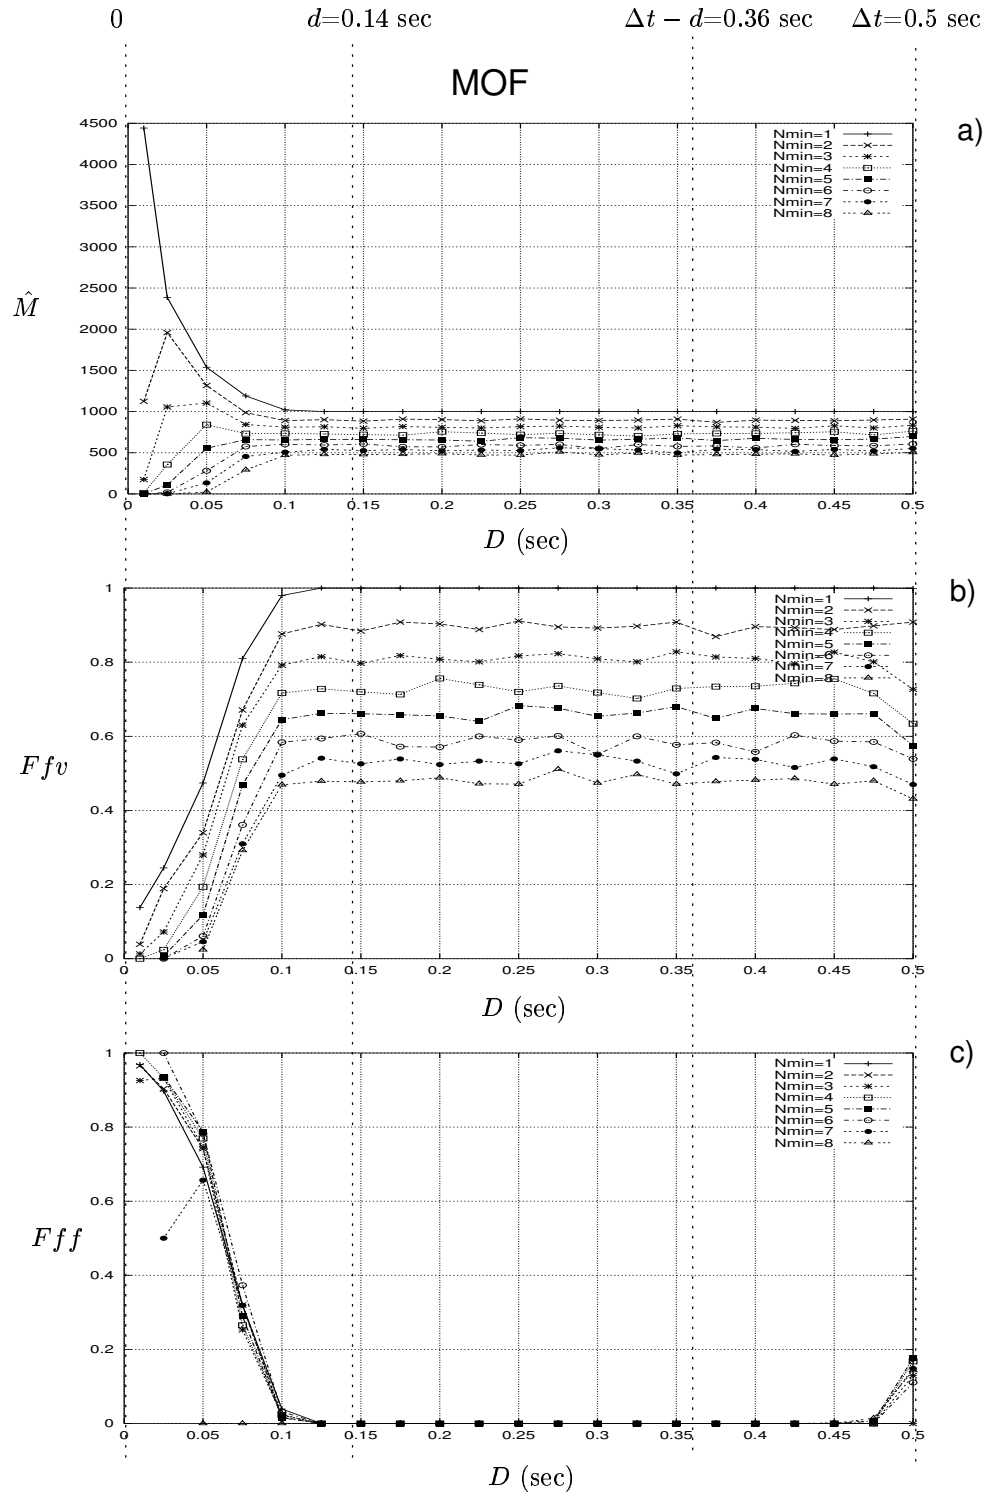 0 d=0.14 sec Δt − d=0.36 sec Δt=0.5 sec
MOF
a)
4500
4000
3500
3000
2500
2000
1500
1000
500
0
M̂
Nmin=1
Nmin=2
Nmin=3
Nmin=4
Nmin=5
Nmin=6
Nmin=7
Nmin=8
0 0.05 0.1 0.15 0.2 0.25 0.3 0.35 0.4 0.45 0.5
D (sec)
b)
1
0.8
0.6
0.4
0.2
0
Ffv
Nmin=1
Nmin=2
Nmin=3
Nmin=4
Nmin=5
Nmin=6
Nmin=7
Nmin=8
0 0.05 0.1 0.15 0.2 0.25 0.3 0.35 0.4 0.45 0.5
D (sec)
c)
1
0.8
0.6
0.4
0.2
0
Fff
Nmin=1
Nmin=2
Nmin=3
Nmin=4
Nmin=5
Nmin=6
Nmin=7
Nmin=8
0 0.05 0.1 0.15 0.2 0.25 0.3 0.35 0.4 0.45 0.5
D (sec)